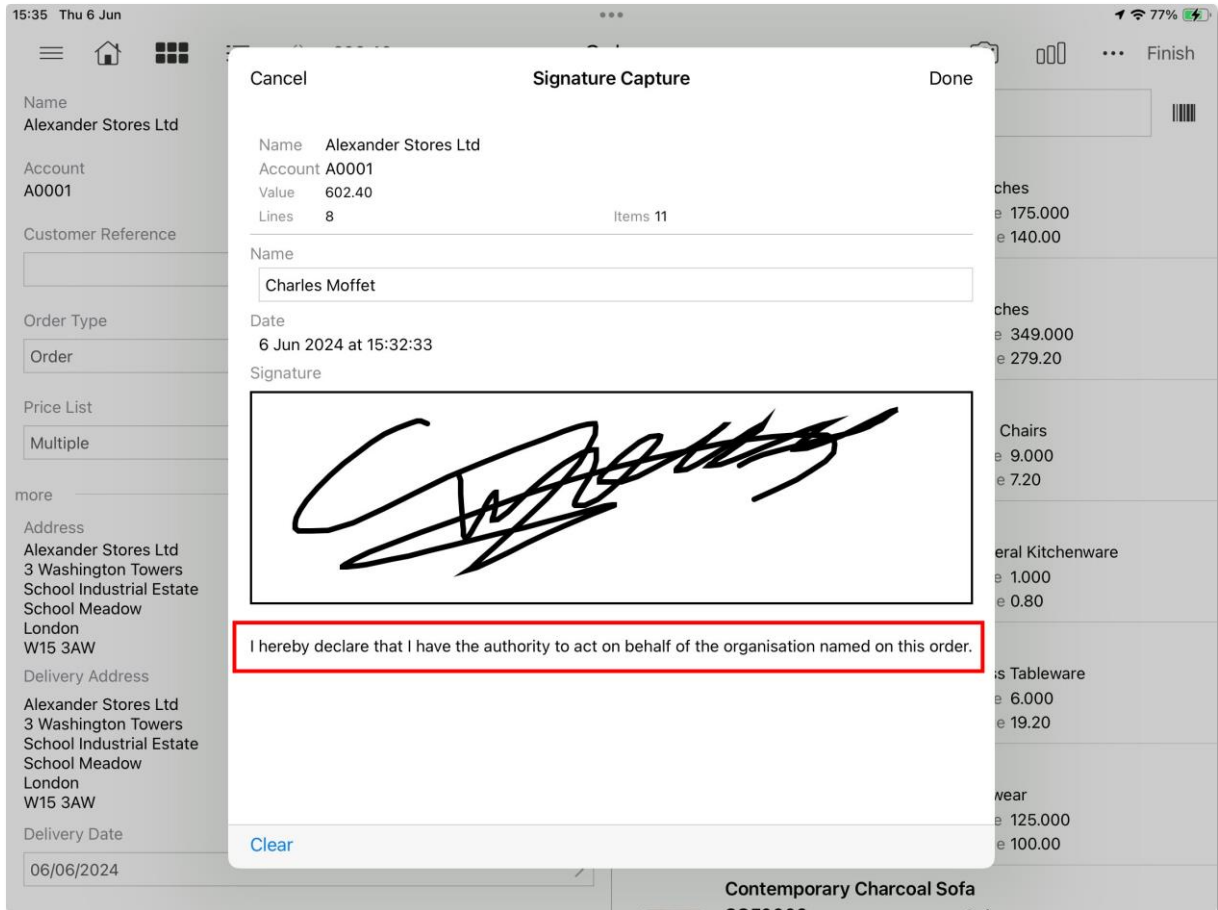 15:35 Thu 6 Jun
77%
Finish
Cancel
Signature Capture
Done
Name Alexander Stores Ltd
Account A0001
Value 602.40
Lines 8 Items 11
Name
Charles Moffet
Date
6 Jun 2024 at 15:32:33
Signature
I hereby declare that I have the authority to act on behalf of the organisation named on this order.
Clear
Name
Alexander Stores Ltd
Account
A0001
Customer Reference
Order Type
Order
Price List
Multiple
more
Address
Alexander Stores Ltd
3 Washington Towers
School Industrial Estate
School Meadow
London
W15 3AW
Delivery Address
Alexander Stores Ltd
3 Washington Towers
School Industrial Estate
School Meadow
London
W15 3AW
Delivery Date
06/06/2024
ches
e 175.000
e 140.00
ches
e 349.000
e 279.20
Chairs
e 9.000
e 7.20
eral Kitchenware
e 1.000
e 0.80
s Tableware
e 6.000
e 19.20
wear
e 125.000
e 100.00
Contemporary Charcoal Sofa